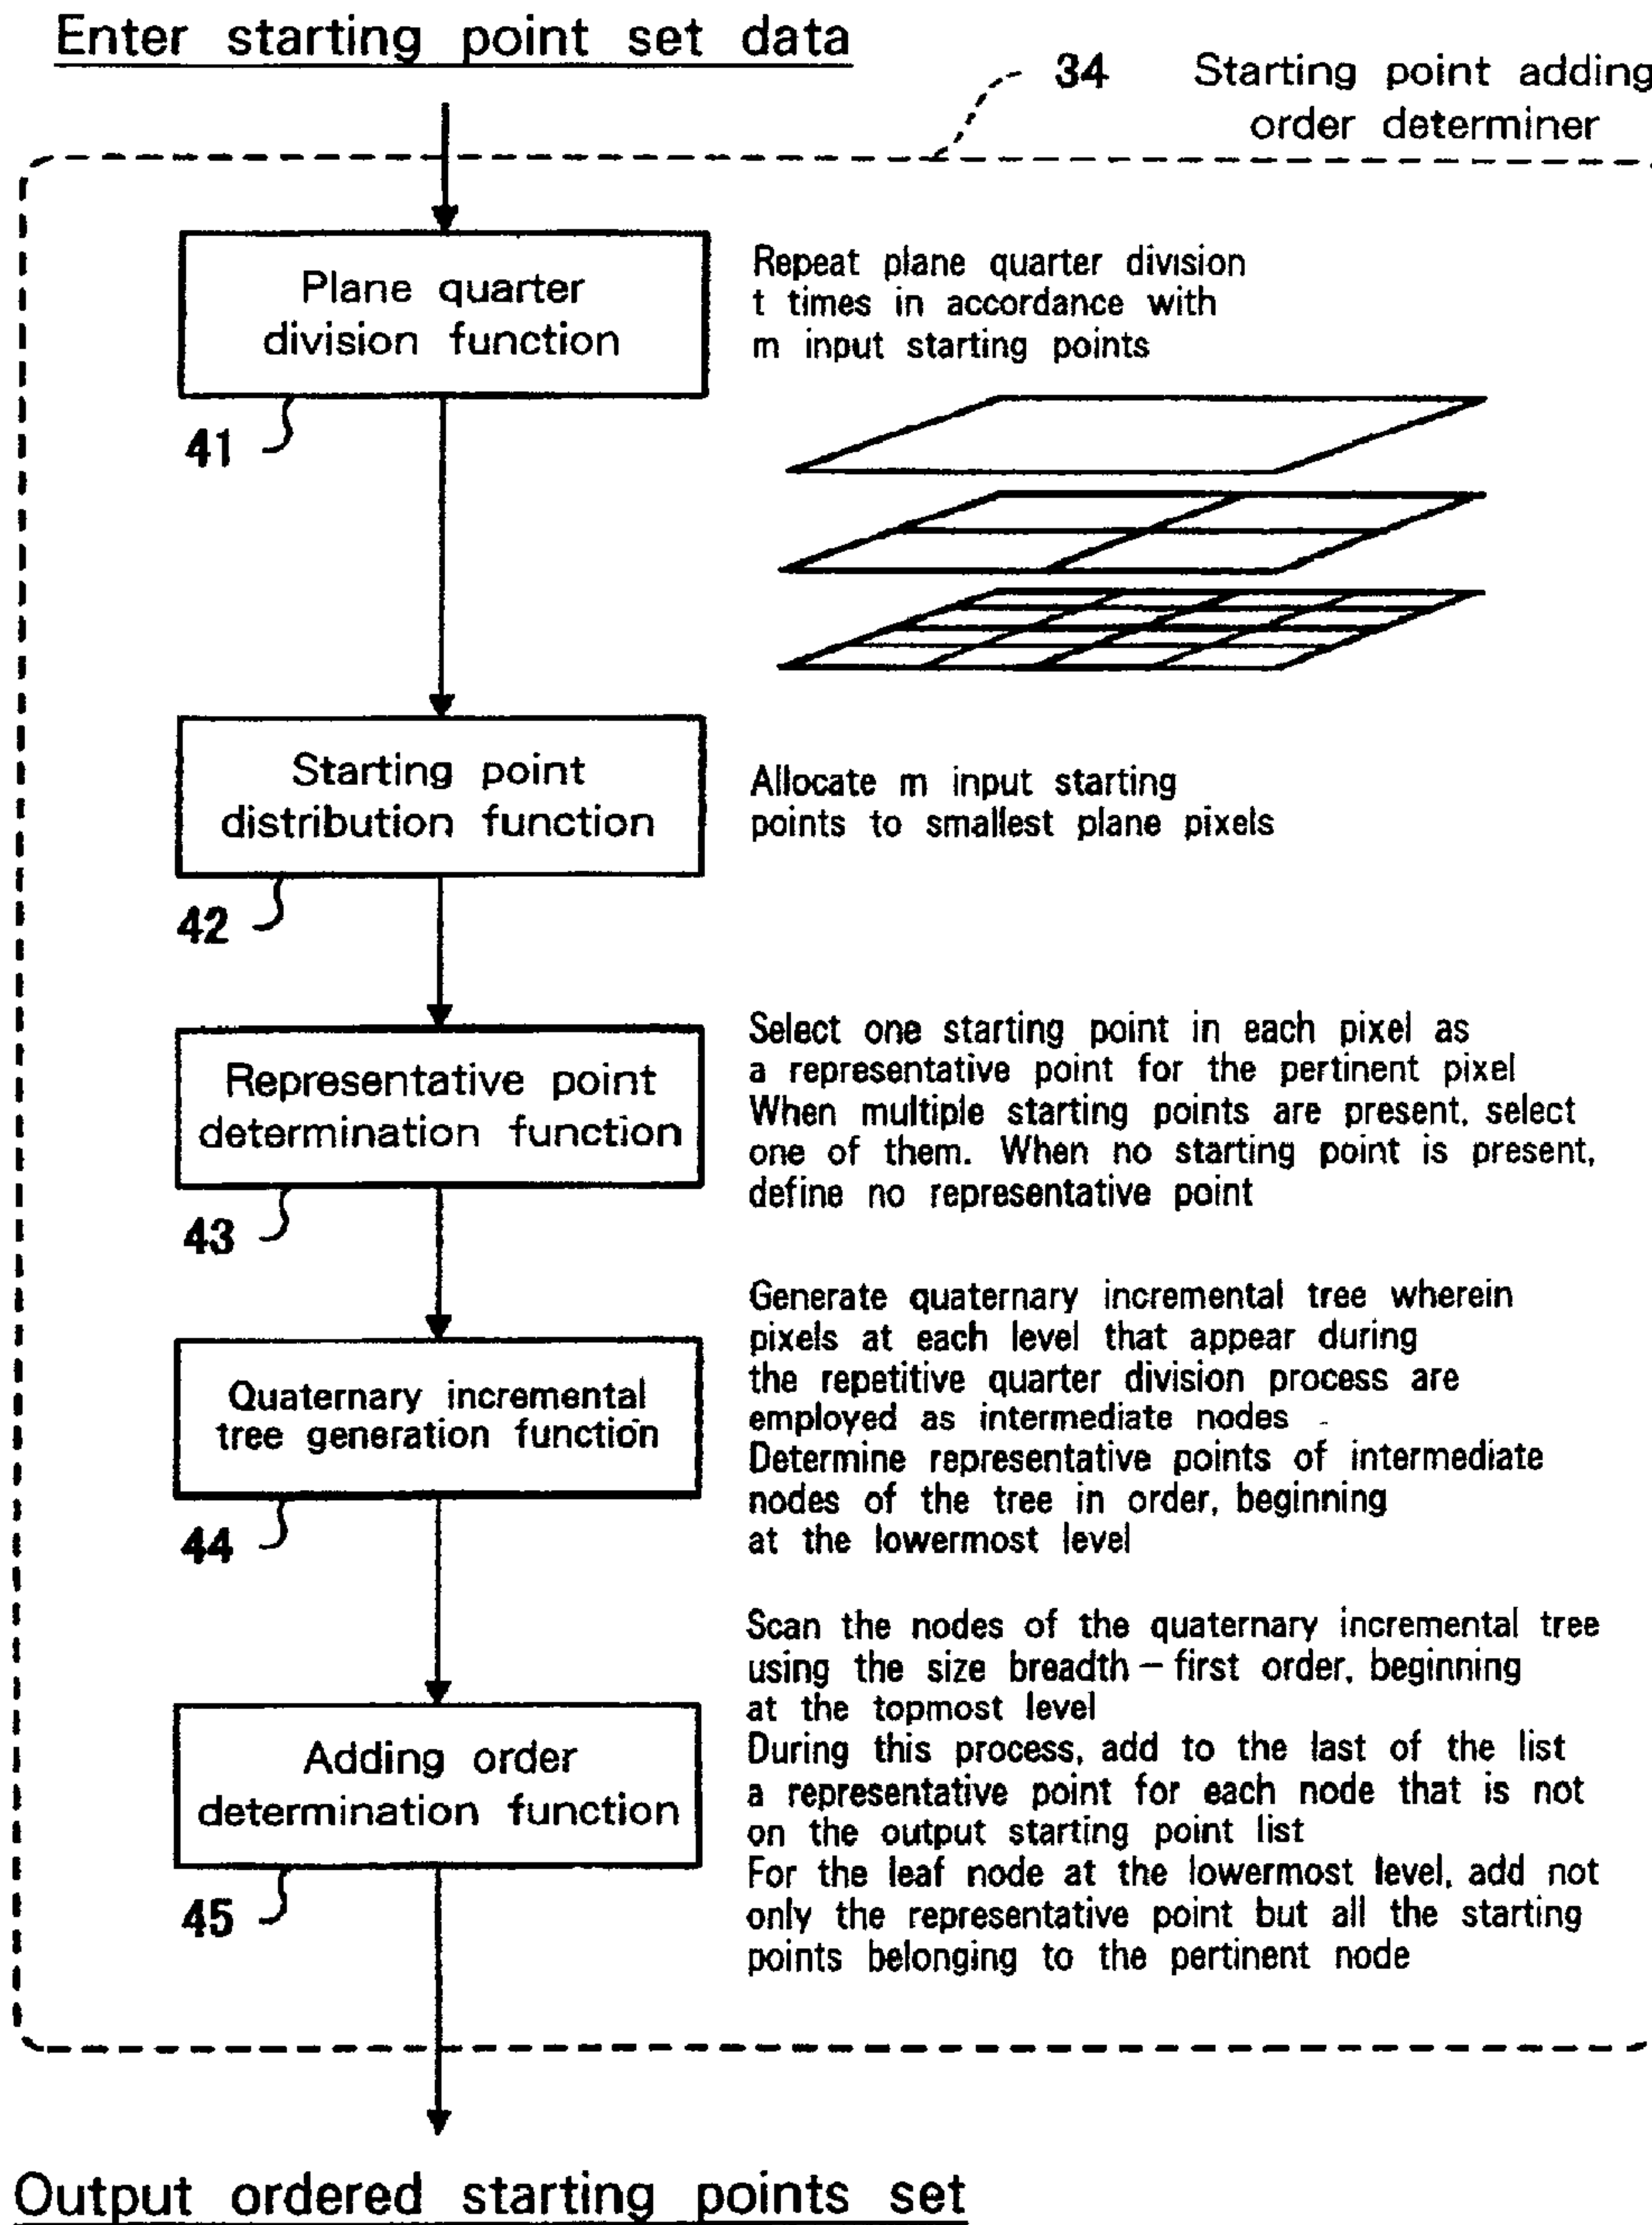 Enter starting point set data
34 Starting point adding
order determiner
Plane quarter
division function
41
Repeat plane quarter division
t times in accordance with
m input starting points
Starting point
distribution function
42
Allocate m input starting
points to smallest plane pixels
Representative point
determination function
43
Select one starting point in each pixel as
a representative point for the pertinent pixel
When multiple starting points are present, select
one of them. When no starting point is present,
define no representative point
Quaternary incremental
tree generation function
44
Generate quaternary incremental tree wherein
pixels at each level that appear during
the repetitive quarter division process are
employed as intermediate nodes
Determine representative points of intermediate
nodes of the tree in order, beginning
at the lowermost level
Adding order
determination function
45
Scan the nodes of the quaternary incremental tree
using the size breadth – first order, beginning
at the topmost level
During this process, add to the last of the list
a representative point for each node that is not
on the output starting point list
For the leaf node at the lowermost level, add not
only the representative point but all the starting
points belonging to the pertinent node
Output ordered starting points set